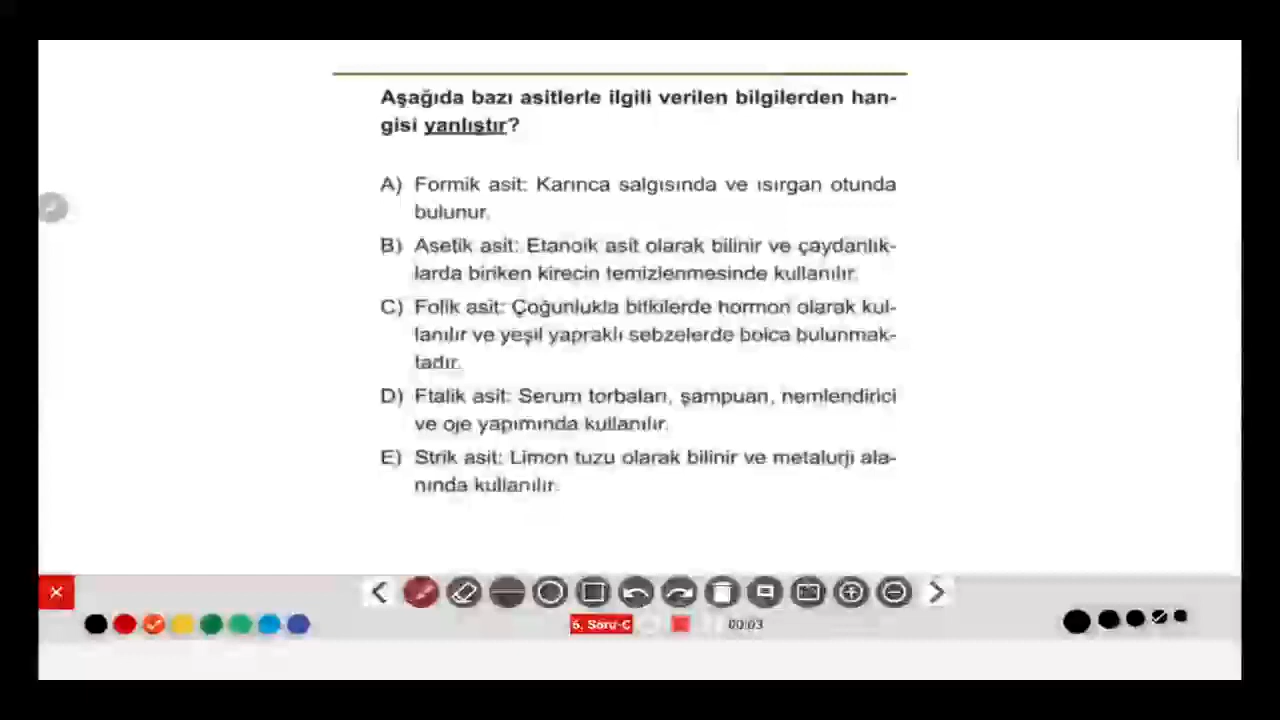 Aşağıda bazı asitlerle ilgili verilen bilgilerden han-
gisi yanlıştır?
A) Formik asit: Karınca salgısında ve ısırgan otunda
bulunur.
B) Asetik asit: Etanoik asit olarak bilinir ve çaydanlık-
larda biriken kirecin temizlenmesinde kullanılır.
C) Folik asit: Çoğunlukla bitkilerde hormon olarak kul-
lanılır ve yeşil yapraklı sebzelerde bolca bulunmak-
tadır.
D) Ftalik asit: Serum torbaları, şampuan, nemlendirici
ve oje yapımında kullanılır.
E) Strik asit: Limon tuzu olarak bilinir ve metalurji ala-
nında kullanılır.
6. Soru-C
00:03